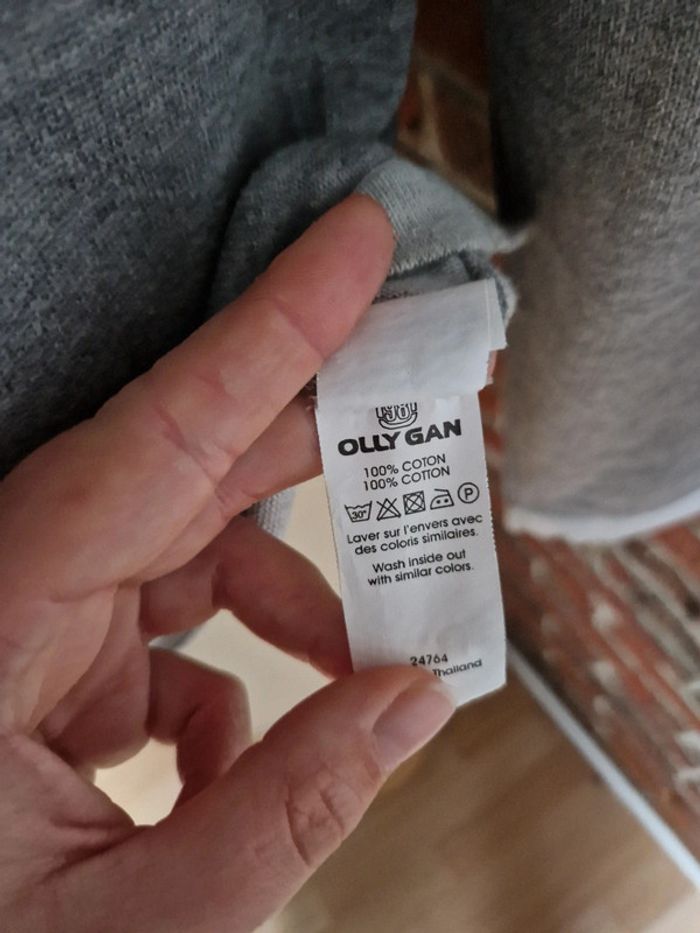 OLLY GAN
100% COTON
100% COTTON
30°
P
Laver sur l'envers avec
des coloris similaires.
Wash inside out
with similar colors.
24764
Thailand